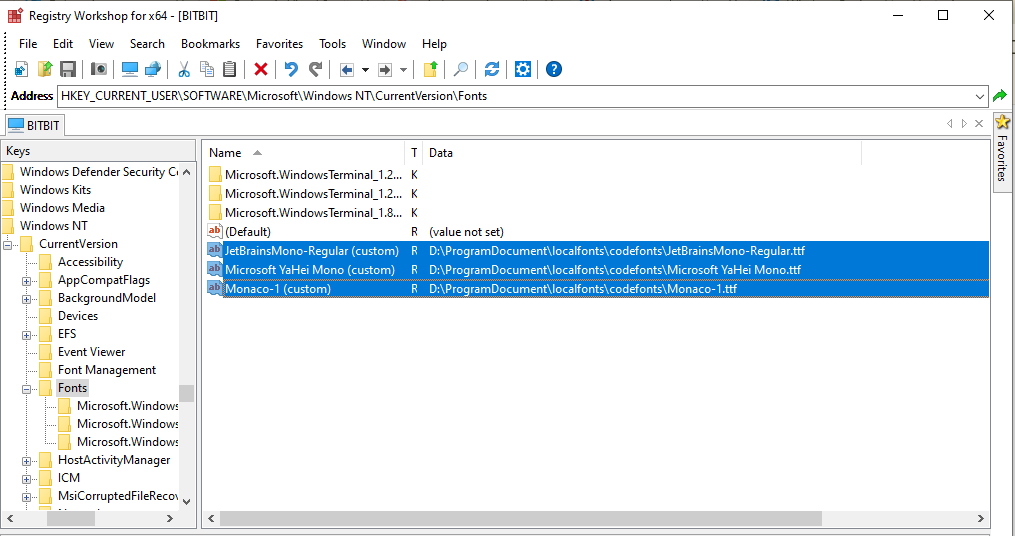 Registry Workshop for x64 - [BITBIT]
File Edit View Search Bookmarks Favorites Tools Window Help
Address HKEY_CURRENT_USER\SOFTWARE\Microsoft\Windows NT\CurrentVersion\Fonts
BITBIT
Favorites
Keys
Windows Defender Security Ce
Windows Kits
Windows Media
Windows NT
CurrentVersion
Accessibility
AppCompatFlags
BackgroundModel
Devices
EFS
Event Viewer
Font Management
Fonts
Microsoft.Windows
Microsoft.Windows
Microsoft.Windows
HostActivityManager
ICM
MsiCorruptedFileRecov
Name T Data
Microsoft.WindowsTerminal_1.2... K
Microsoft.WindowsTerminal_1.2... K
Microsoft.WindowsTerminal_1.8... K
ab (Default) R (value not set)
ab JetBrainsMono-Regular (custom) R D:\ProgramDocument\localfonts\codefonts\JetBrainsMono-Regular.ttf
ab Microsoft YaHei Mono (custom) R D:\ProgramDocument\localfonts\codefonts\Microsoft YaHei Mono.ttf
ab Monaco-1 (custom) R D:\ProgramDocument\localfonts\codefonts\Monaco-1.ttf